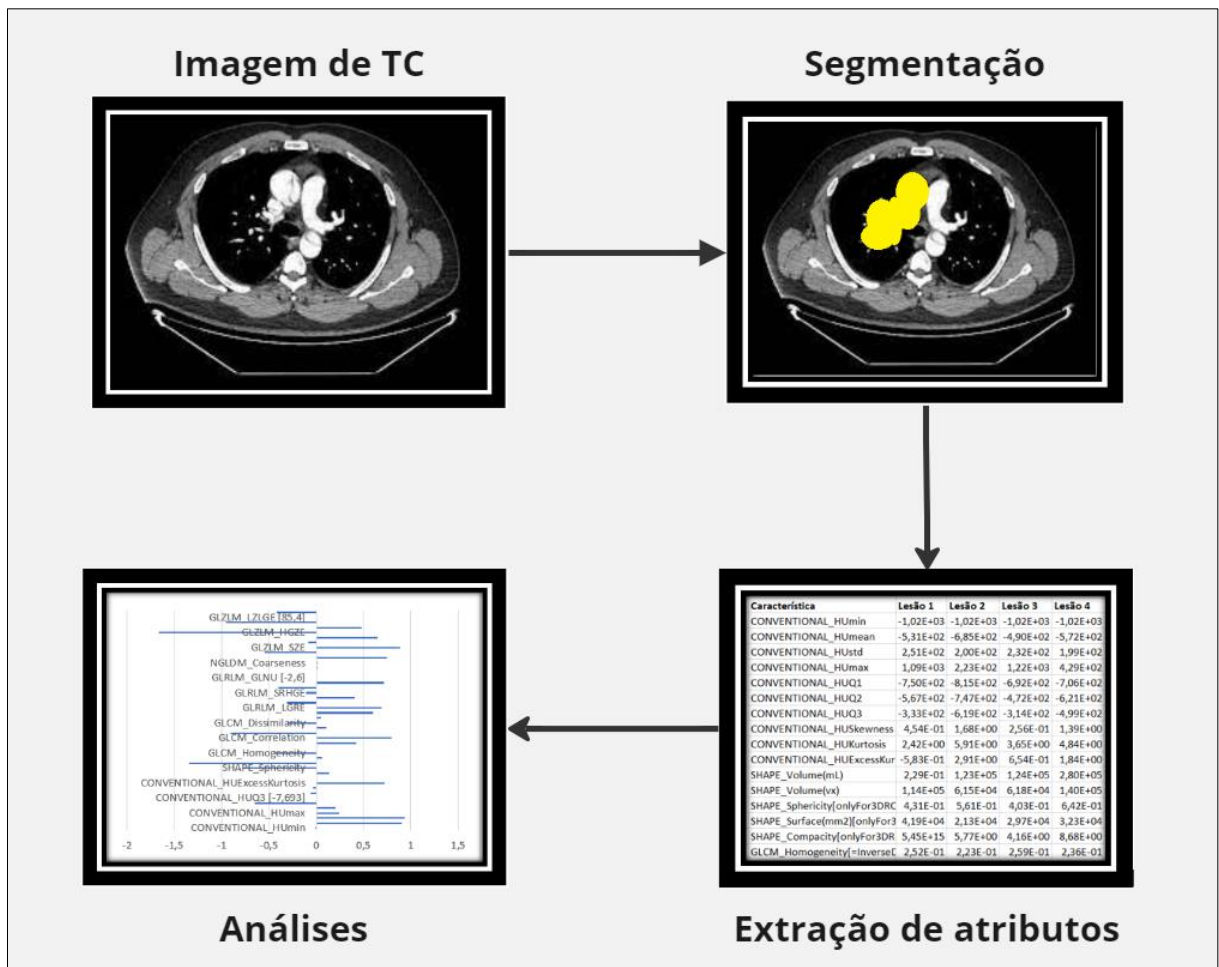 Imagem de TC
Segmentação
GLZLM_LZLGE [85,4]
GLZLM_HGZE
GLZLM_SZE
NGLDM_Coarseness
GLRLM_GLNU [-2,6]
GLRLM_SRHGE
GLRLM_LGRE
GLCM_Dissimilarity
GLCM_Correlation
GLCM_Homogeneity
SHAPE_Sphericity
CONVENTIONAL_HUExcessKurtosis
CONVENTIONAL_HUQ3 [-7,693]
CONVENTIONAL_HUmax
CONVENTIONAL_HUmin
-2 -1,5 -1 -0,5 0 0,5 1 1,5
Característica Lesão 1 Lesão 2 Lesão 3 Lesão 4
CONVENTIONAL_HUmin -1,02E+03 -1,02E+03 -1,02E+03 -1,02E+03
CONVENTIONAL_HUmean -5,31E+02 -6,85E+02 -4,90E+02 -5,72E+02
CONVENTIONAL_HUstd 2,51E+02 2,00E+02 2,32E+02 1,99E+02
CONVENTIONAL_HUmax 1,09E+03 2,23E+02 1,22E+03 4,29E+02
CONVENTIONAL_HUQ1 -7,50E+02 -8,15E+02 -6,92E+02 -7,06E+02
CONVENTIONAL_HUQ2 -5,67E+02 -7,47E+02 -4,72E+02 -6,21E+02
CONVENTIONAL_HUQ3 -3,33E+02 -6,19E+02 -3,14E+02 -4,99E+02
CONVENTIONAL_HUSkewness 4,54E-01 1,68E+00 2,56E-01 1,39E+00
CONVENTIONAL_HUKurtosis 2,42E+00 5,91E+00 3,65E+00 4,84E+00
CONVENTIONAL_HUExcessKur -5,83E-01 2,91E+00 6,54E-01 1,84E+00
SHAPE_Volume(mL) 2,29E-01 1,23E+05 1,24E+05 2,80E+05
SHAPE_Volume(vx) 1,14E+05 6,15E+04 6,18E+04 1,40E+05
SHAPE_Sphericity[onlyFor3DRC 4,31E-01 5,61E-01 4,03E-01 6,42E-01
SHAPE_Surface(mm2)[onlyFor3 4,19E+04 2,13E+04 2,97E+04 3,23E+04
SHAPE_Compacity[onlyFor3DR 5,45E+15 5,77E+00 4,16E+00 8,68E+00
GLCM_Homogeneity[=InverseD 2,52E-01 2,23E-01 2,59E-01 2,36E-01
Análises
Extração de atributos